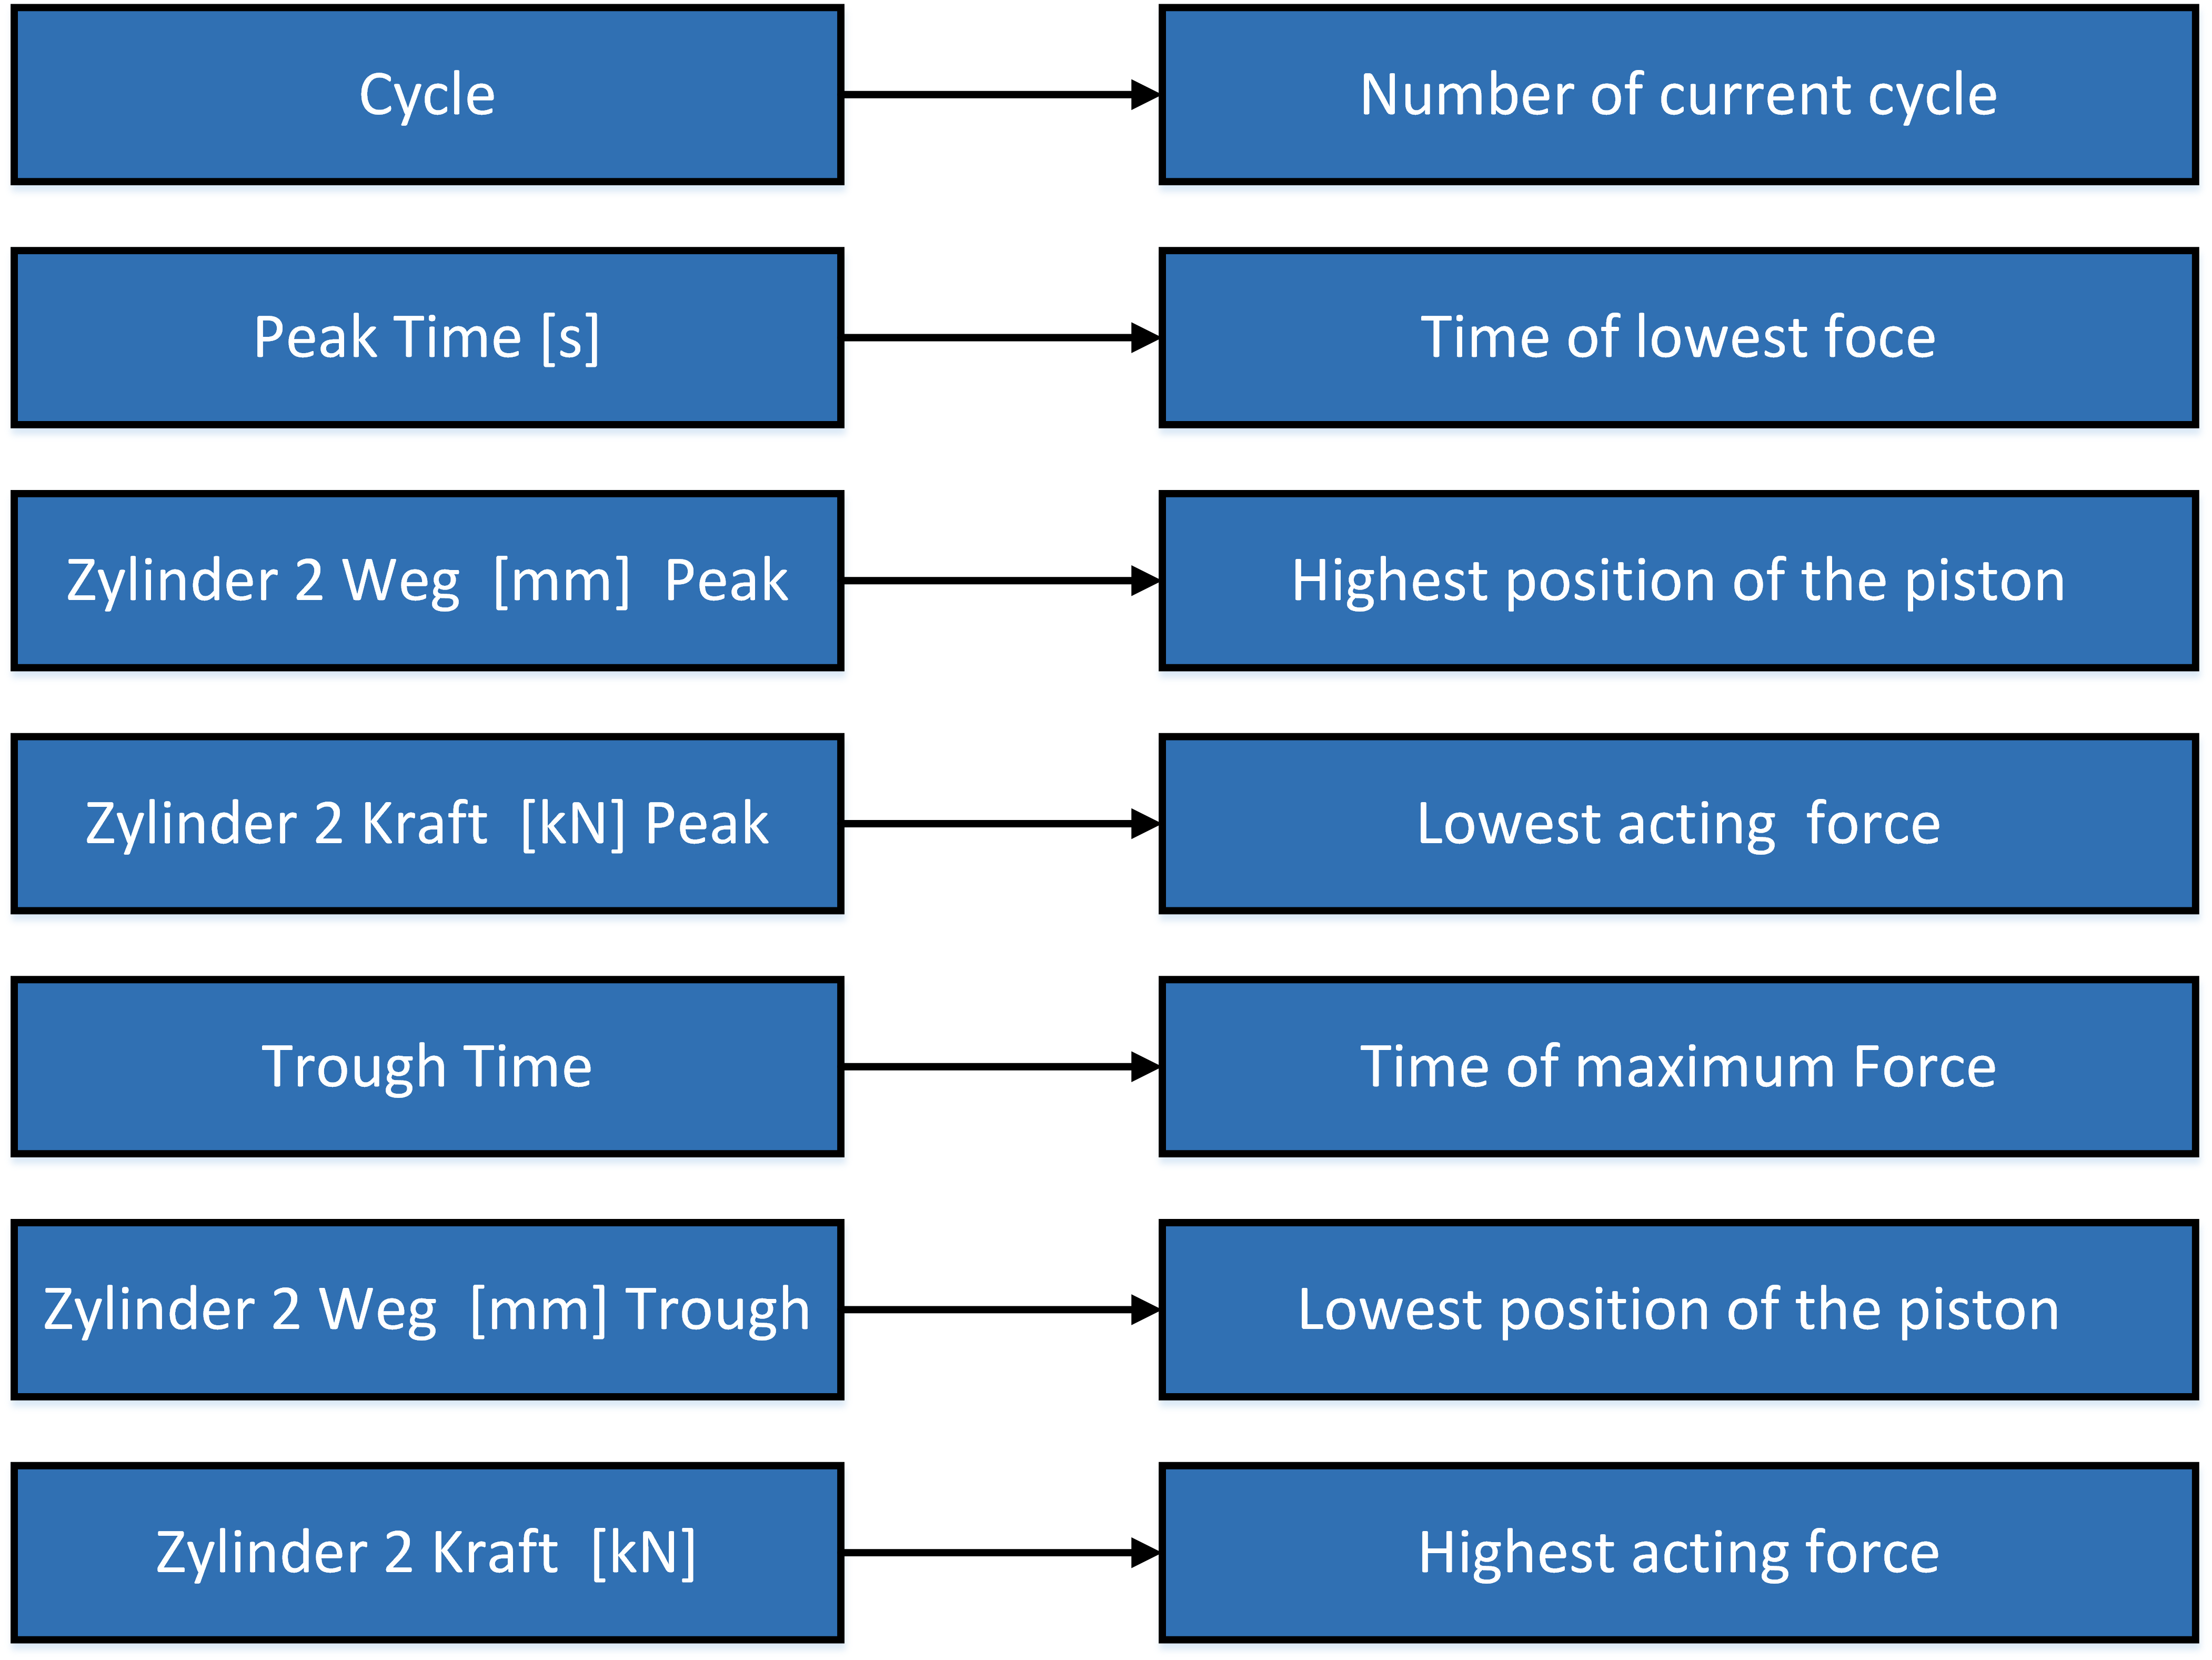 Cycle
Number of current cycle
Peak Time [s]
Time of lowest foce
Zylinder 2 Weg  [mm]  Peak
Highest position of the piston
Zylinder 2 Kraft  [kN] Peak
Lowest acting  force
Trough Time
Time of maximum Force
Zylinder 2 Weg  [mm] Trough
Lowest position of the piston
Zylinder 2 Kraft  [kN]
Highest acting force